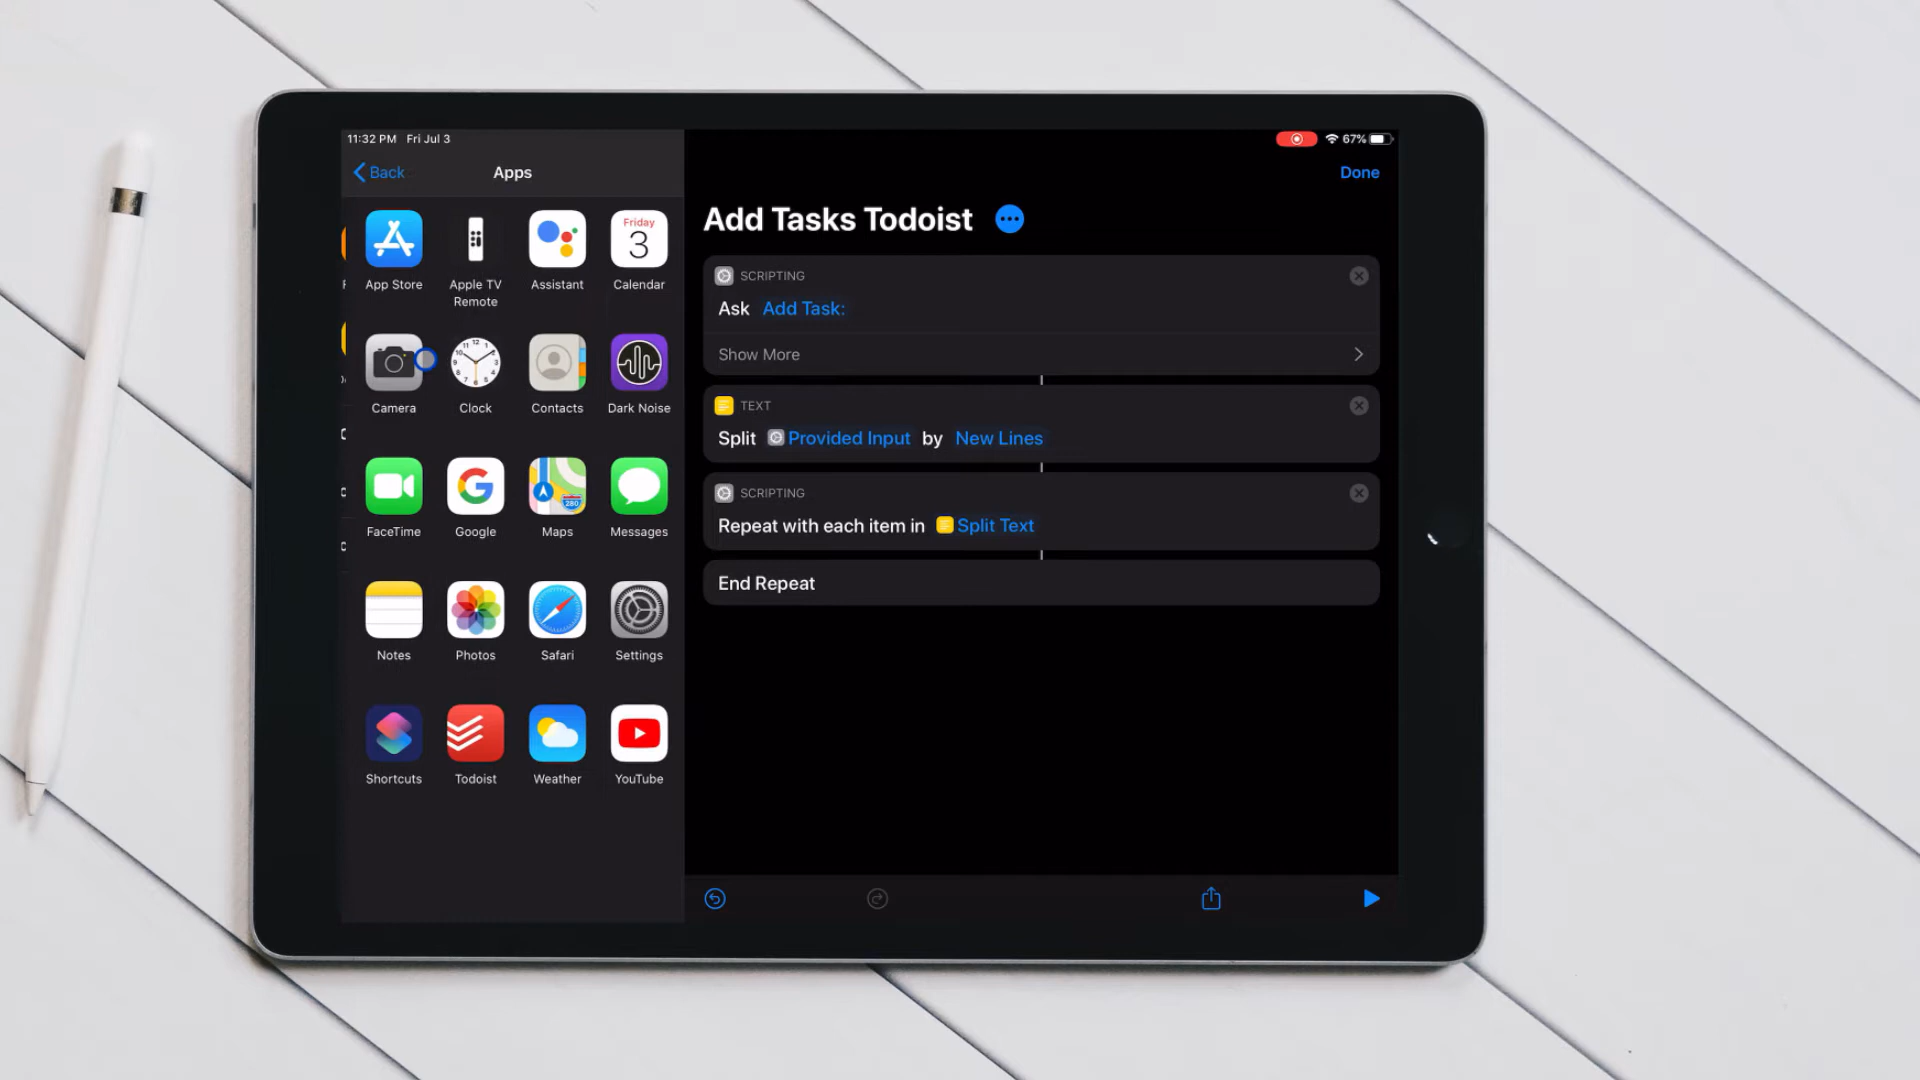 11:32 PM Fri Jul 3
67%
Back
Apps
Done
App Store
Apple TV Remote
Assistant
Friday
3
Calendar
Camera
Clock
Contacts
Dark Noise
FaceTime
Google
280
Maps
Messages
Notes
Photos
Safari
Settings
Shortcuts
Todoist
Weather
YouTube
Add Tasks Todoist
SCRIPTING
Ask Add Task:
Show More
TEXT
Split Provided Input by New Lines
SCRIPTING
Repeat with each item in Split Text
End Repeat